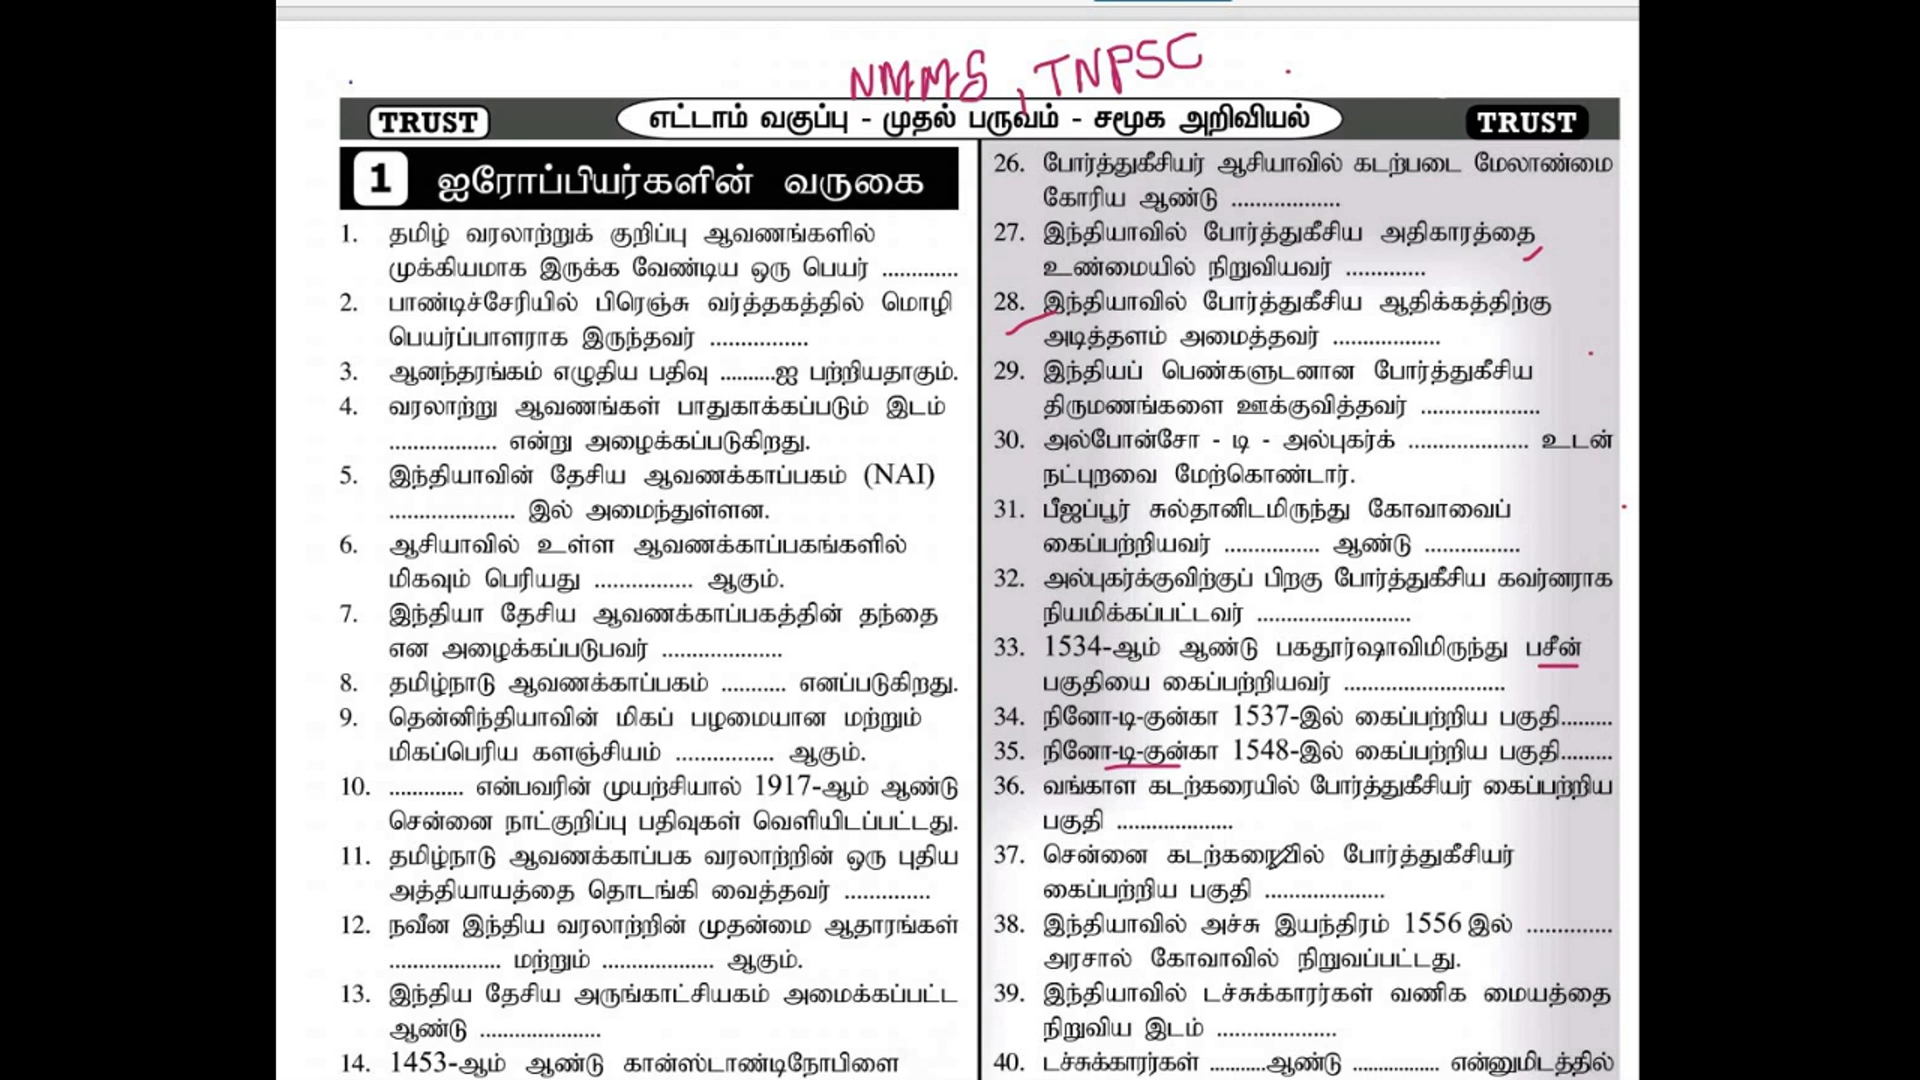 NMMS, TNPSC
TRUST
எட்டாம் வகுப்பு - முதல் பருவம் - சமூக அறிவியல்
TRUST
1 ஐரோப்பியர்களின் வருகை
1. தமிழ் வரலாற்றுக் குறிப்பு ஆவணங்களில்
முக்கியமாக இருக்க வேண்டிய ஒரு பெயர் .............
2. பாண்டிச்சேரியில் பிரெஞ்சு வர்த்தகத்தில் மொழி
பெயர்ப்பாளராக இருந்தவர் ................
3. ஆனந்தரங்கம் எழுதிய பதிவு .........ஐ பற்றியதாகும்.
4. வரலாற்று ஆவணங்கள் பாதுகாக்கப்படும் இடம்
.................. என்று அழைக்கப்படுகிறது.
5. இந்தியாவின் தேசிய ஆவணக்காப்பகம் (NAI)
..................... இல் அமைந்துள்ளன.
6. ஆசியாவில் உள்ள ஆவணக்காப்பகங்களில்
மிகவும் பெரியது ................ ஆகும்.
7. இந்தியா தேசிய ஆவணக்காப்பகத்தின் தந்தை
என அழைக்கப்படுபவர் ....................
8. தமிழ்நாடு ஆவணக்காப்பகம் ........... எனப்படுகிறது.
9. தென்னிந்தியாவின் மிகப் பழமையான மற்றும்
மிகப்பெரிய களஞ்சியம் ................ ஆகும்.
10. ............ என்பவரின் முயற்சியால் 1917-ஆம் ஆண்டு
சென்னை நாட்குறிப்பு பதிவுகள் வெளியிடப்பட்டது.
11. தமிழ்நாடு ஆவணக்காப்பக வரலாற்றின் ஒரு புதிய
அத்தியாயத்தை தொடங்கி வைத்தவர் ..............
12. நவீன இந்திய வரலாற்றின் முதன்மை ஆதாரங்கள்
................... மற்றும் ................... ஆகும்.
13. இந்திய தேசிய அருங்காட்சியகம் அமைக்கப்பட்ட
ஆண்டு ....................
14. 1453-ஆம் ஆண்டு கான்ஸ்டாண்டிநோபிளை
26. போர்த்துகீசியர் ஆசியாவில் கடற்படை மேலாண்மை
கோரிய ஆண்டு ..................
27. இந்தியாவில் போர்த்துகீசிய அதிகாரத்தை
உண்மையில் நிறுவியவர் .............
28. இந்தியாவில் போர்த்துகீசிய ஆதிக்கத்திற்கு
அடித்தளம் அமைத்தவர் ..................
29. இந்தியப் பெண்களுடனான போர்த்துகீசிய
திருமணங்களை ஊக்குவித்தவர் ....................
30. அல்போன்சோ - டி - அல்புகர்க் .................... உடன்
நட்புறவை மேற்கொண்டார்.
31. பீஜப்பூர் சுல்தானிடமிருந்து கோவாவைப்
கைப்பற்றியவர் ................ ஆண்டு ................
32. அல்புகர்க்குவிற்குப் பிறகு போர்த்துகீசிய கவர்னராக
நியமிக்கப்பட்டவர் ..........................
33. 1534-ஆம் ஆண்டு பகதூர்ஷாவிமிருந்து பசீன்
பகுதியை கைப்பற்றியவர் ...........................
34. நினோ-டி-குன்கா 1537-இல் கைப்பற்றிய பகுதி.........
35. நினோ-டி-குன்கா 1548-இல் கைப்பற்றிய பகுதி.........
36. வங்காள கடற்கரையில் போர்த்துகீசியர் கைப்பற்றிய
பகுதி ....................
37. சென்னை கடற்கரையில் போர்த்துகீசியர்
கைப்பற்றிய பகுதி ....................
38. இந்தியாவில் அச்சு இயந்திரம் 1556 இல் ..............
அரசால் கோவாவில் நிறுவப்பட்டது.
39. இந்தியாவில் டச்சுக்காரர்கள் வணிக மையத்தை
நிறுவிய இடம் ....................
40. டச்சுக்காரர்கள் ..........ஆண்டு ............... என்னுமிடத்தில்